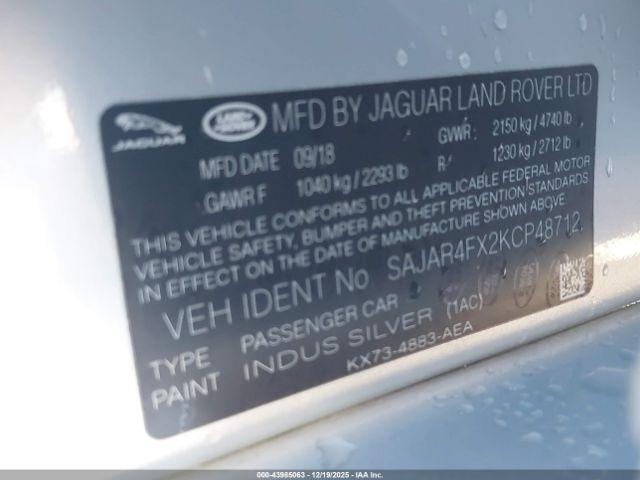 JAGUAR LAND ROVER MFD BY JAGUAR LAND ROVER LTD
MFD DATE 09/18 GVWR: 2150 kg / 4740 lb
GAWR F 1040 kg / 2293 lb R 1230 kg / 2712 lb
THIS VEHICLE CONFORMS TO ALL APPLICABLE FEDERAL MOTOR
VEHICLE SAFETY, BUMPER AND THEFT PREVENTION STANDARDS
IN EFFECT ON THE DATE OF MANUFACTURE SHOWN ABOVE.
VEH IDENT No SAJAR4FX2KCP48712
TYPE PASSENGER CAR
PAINT INDUS SILVER (1AC)
KX73-4883-AEA
000-43985063 - 12/19/2025 - IAA Inc.